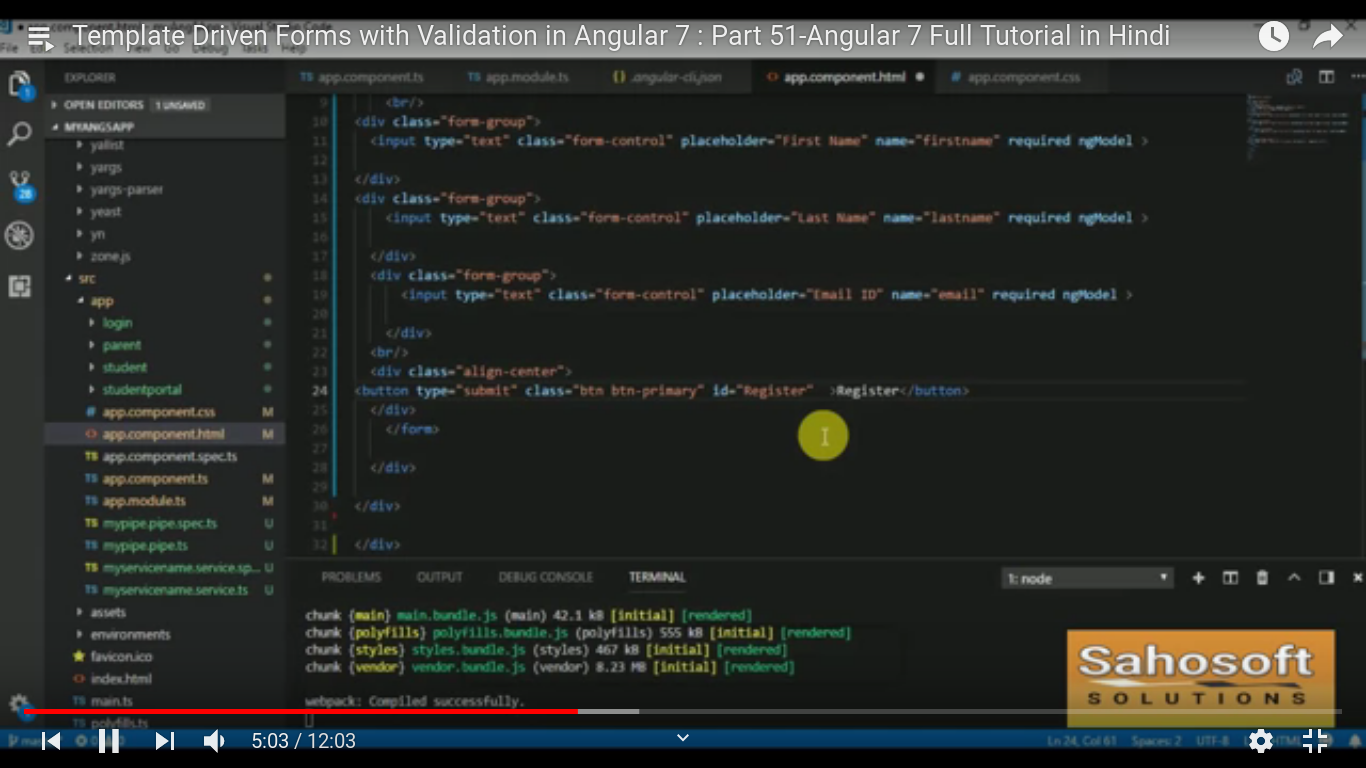 Template Driven Forms with Validation in Angular 7 : Part 51-Angular 7 Full Tutorial in Hindi
File Edit Selection View Go Debug Tasks Help
EXPLORER
OPEN EDITORS 1 UNSAVED
MYANGSAPP
yallist
yargs
yargs-parser
yeast
yn
zone.js
src
app
login
parent
student
studentportal
app.component.css M
app.component.html M
app.component.spec.ts
app.component.ts M
app.module.ts M
mypipe.pipe.spec.ts U
mypipe.pipe.ts U
myservicename.service.sp... U
myservicename.service.ts U
assets
environments
favicon.ico
index.html
main.ts
polyfills.ts
1
28
app.component.ts app.module.ts .angular-cli.json app.component.html app.component.css
9 <br/>
10 <div class="form-group">
11 <input type="text" class="form-control" placeholder="First Name" name="firstname" required ngModel >
12
13 </div>
14 <div class="form-group">
15 <input type="text" class="form-control" placeholder="Last Name" name="lastname" required ngModel >
16
17 </div>
18 <div class="form-group">
19 <input type="text" class="form-control" placeholder="Email ID" name="email" required ngModel >
20
21 </div>
22 <br/>
23 <div class="align-center">
24 <button type="submit" class="btn btn-primary" id="Register" >Register</button>
25 </div>
26 </form>
27
28 </div>
29
30 </div>
31
32 </div>
PROBLEMS OUTPUT DEBUG CONSOLE TERMINAL 1: node
chunk {main} main.bundle.js (main) 42.1 kB [initial] [rendered]
chunk {polyfills} polyfills.bundle.js (polyfills) 555 kB [initial] [rendered]
chunk {styles} styles.bundle.js (styles) 467 kB [initial] [rendered]
chunk {vendor} vendor.bundle.js (vendor) 8.23 MB [initial] [rendered]
webpack: Compiled successfully.
Sahosoft
SOLUTIONS
5:03 / 12:03
Ln 24, Col 61 Spaces: 2 UTF-8